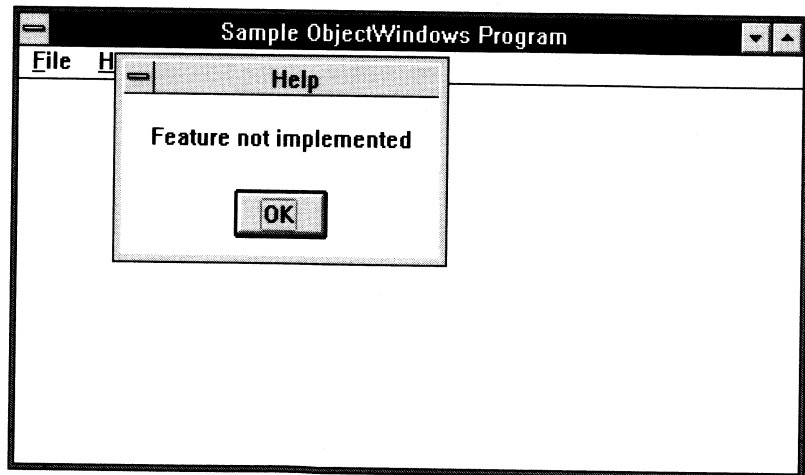 Sample ObjectWindows Program
File H
Help
Feature not implemented
OK